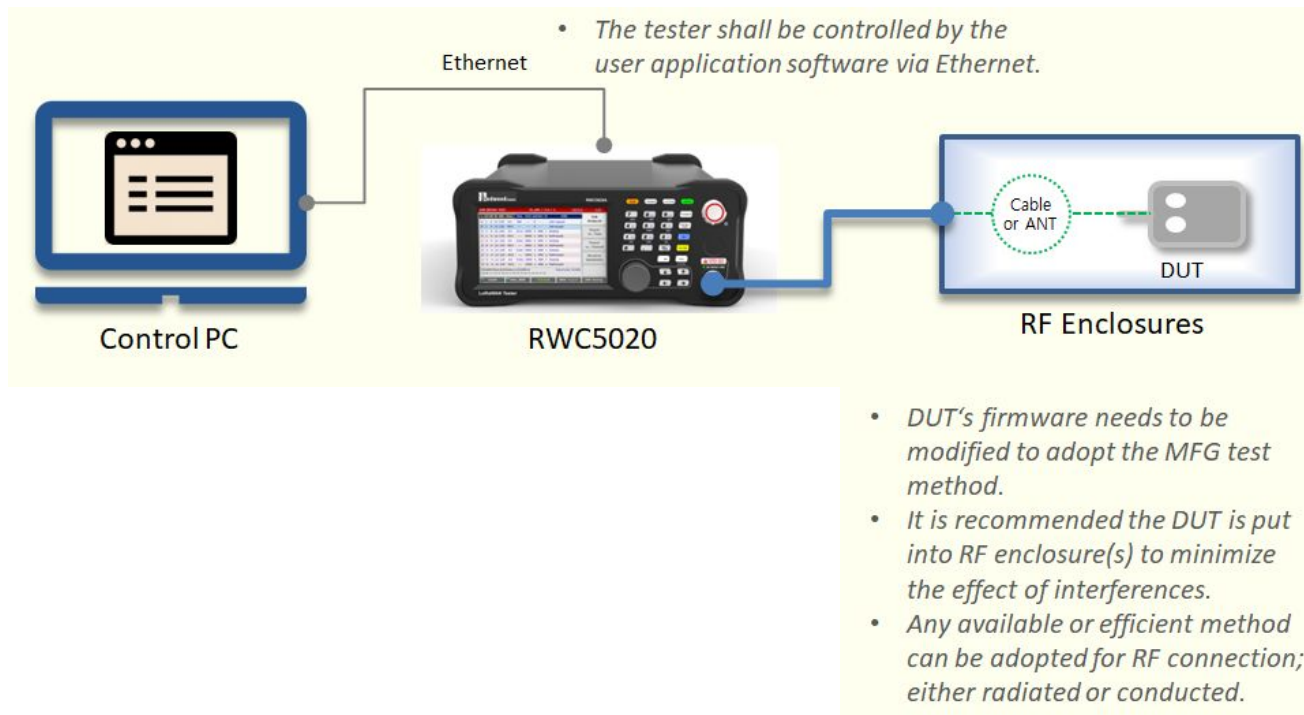 • The tester shall be controlled by the
user application software via Ethernet.
Ethernet
Cable
or ANT
DUT
Control PC
RWC5020
RF Enclosures
• DUT‘s firmware needs to be
modified to adopt the MFG test
method.
• It is recommended the DUT is put
into RF enclosure(s) to minimize
the effect of interferences.
• Any available or efficient method
can be adopted for RF connection;
either radiated or conducted.